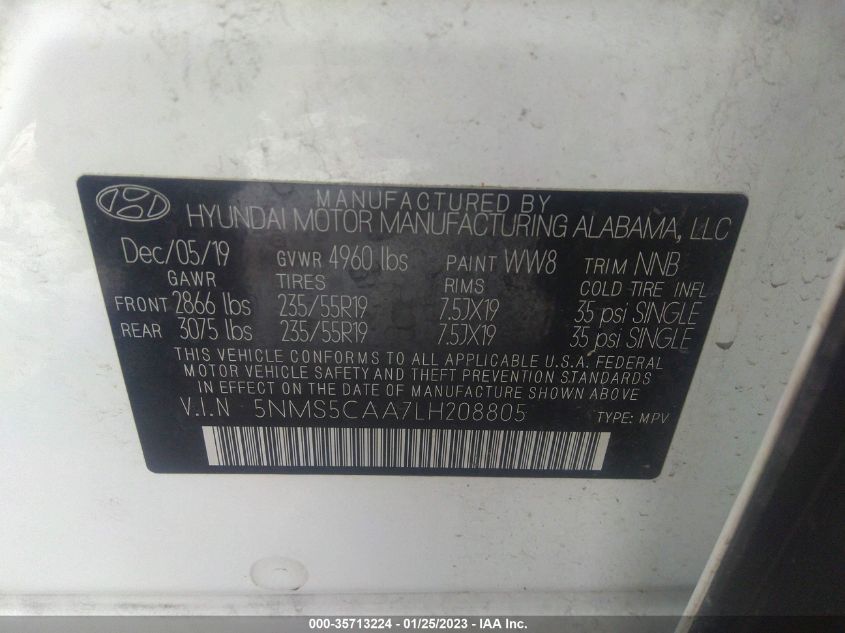 MANUFACTURED BY
HYUNDAI MOTOR MANUFACTURING ALABAMA, LLC
Dec/05/19 GVWR 4960 lbs PAINT WW8 TRIM NNB
GAWR TIRES RIMS COLD TIRE INFL
FRONT 2866 lbs 235/55R19 7.5JX19 35 psi SINGLE
REAR 3075 lbs 235/55R19 7.5JX19 35 psi SINGLE
THIS VEHICLE CONFORMS TO ALL APPLICABLE U.S.A. FEDERAL
MOTOR VEHICLE SAFETY AND THEFT PREVENTION STANDARDS
IN EFFECT ON THE DATE OF MANUFACTURE SHOWN ABOVE
V.I.N 5NMS5CAA7LH208805 TYPE: MPV
000-35713224 - 01/25/2023 - © IAA Inc.